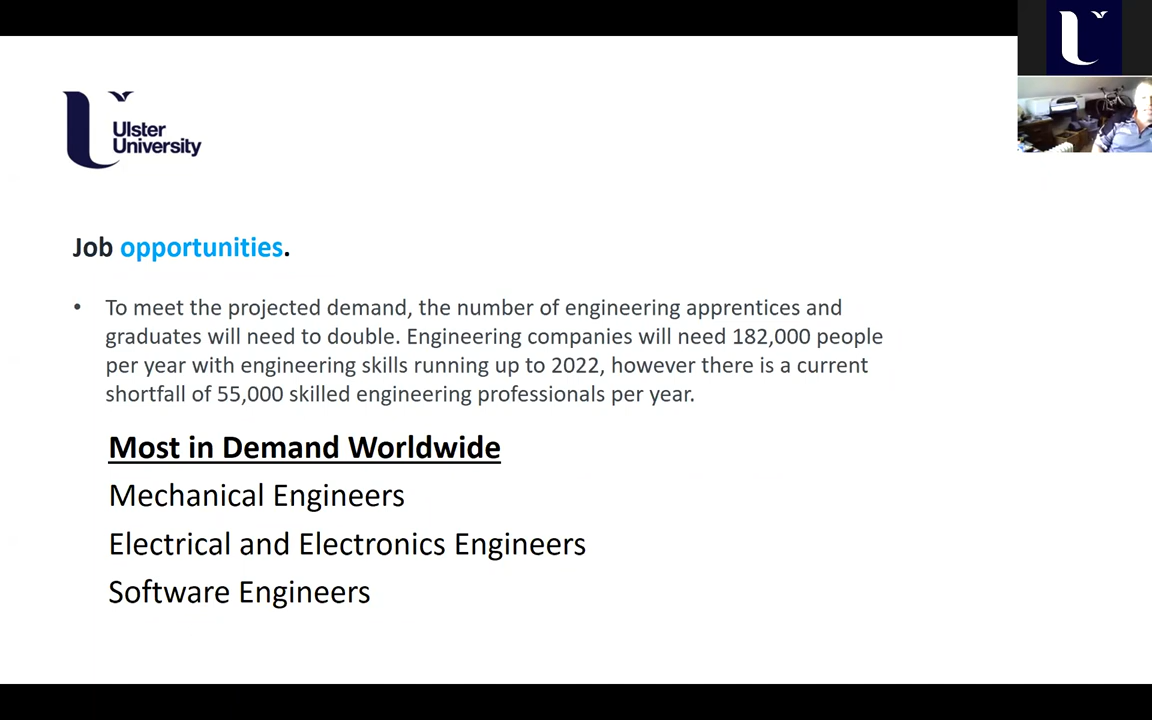 Ulster
University
Job opportunities.
• To meet the projected demand, the number of engineering apprentices and
graduates will need to double. Engineering companies will need 182,000 people
per year with engineering skills running up to 2022, however there is a current
shortfall of 55,000 skilled engineering professionals per year.
Most in Demand Worldwide
Mechanical Engineers
Electrical and Electronics Engineers
Software Engineers